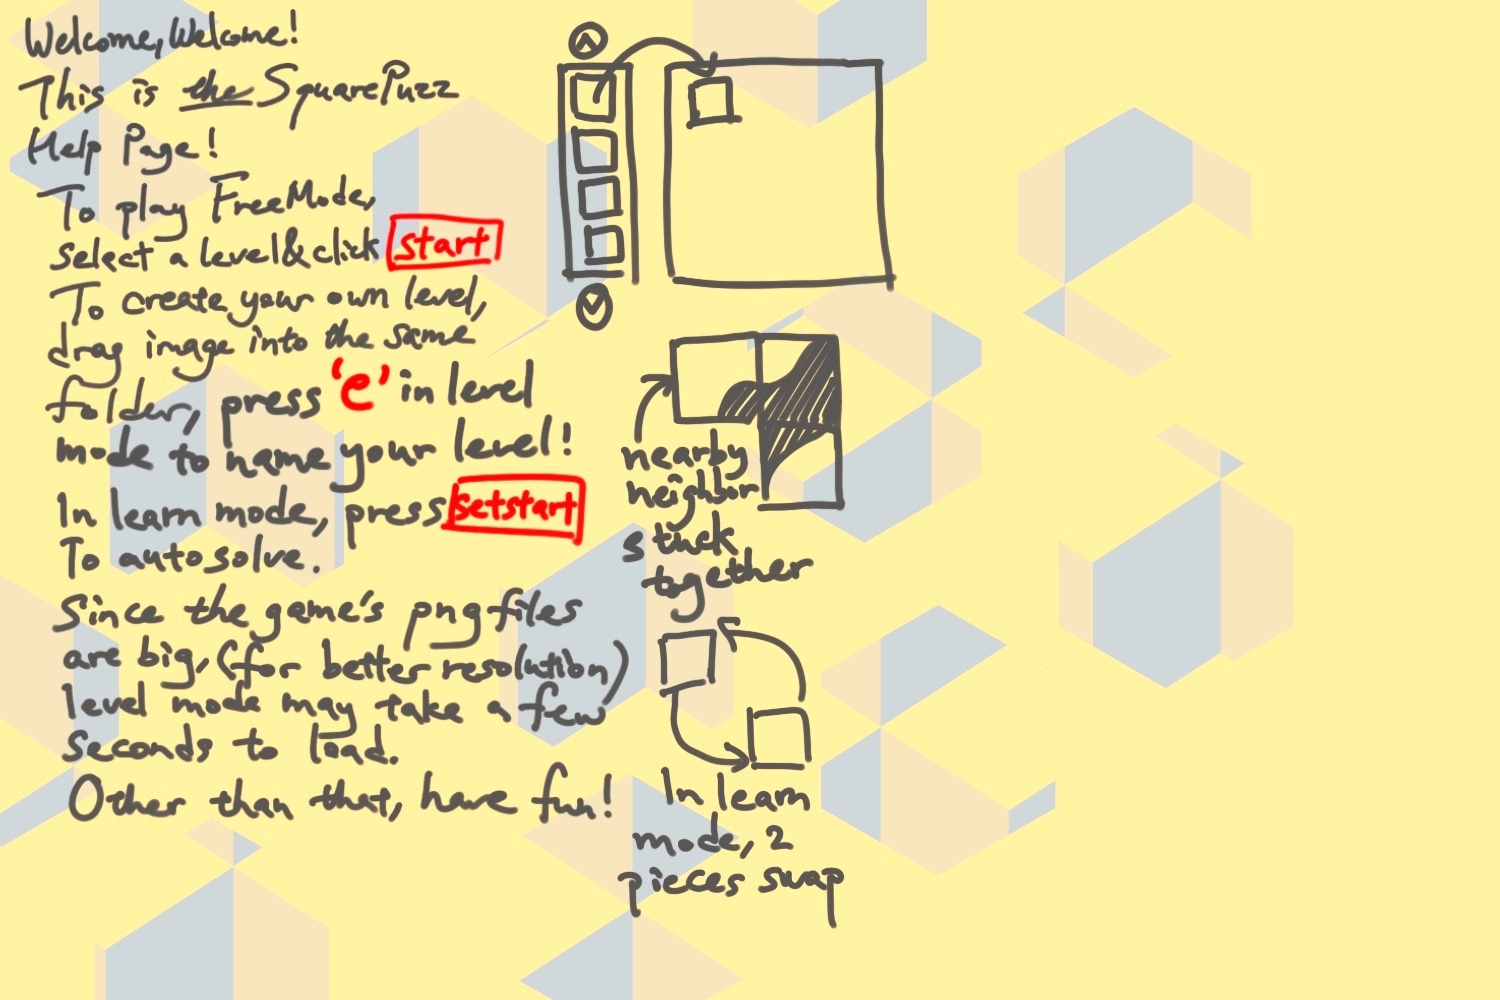 Welcome, Welcome!
This is the SquarePuzz
Help Page!
To play FreeMode,
select a level&click start
To create your own level,
drag image into the same
folder, press 'e' in level
mode to name your level!
In learn mode, press setstart
To autosolve.
Since the game's png files
are big, (for better resolution)
level mode may take a few
seconds to load.
Other than that, have fun!
nearby
neighbor
stuck
together
In learn
mode, 2
pieces swap